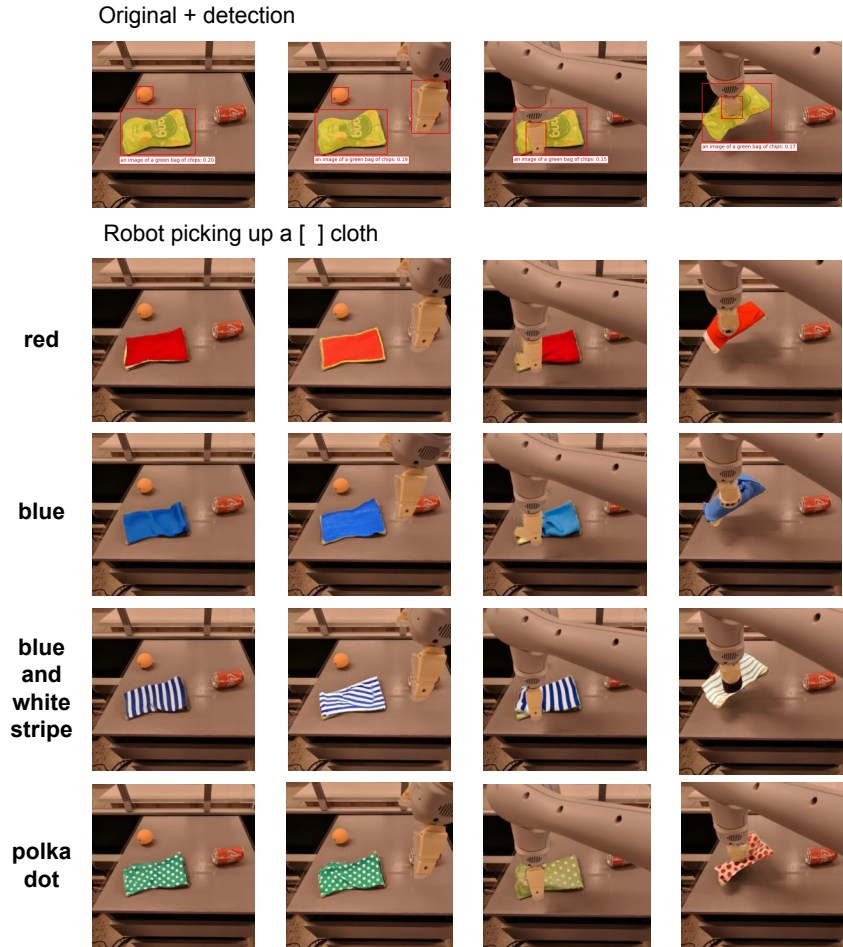 Original + detection
an image of a green bag of chips: 0.20
an image of a green bag of chips: 0.19
an image of a green bag of chips: 0.15
an image of a green bag of chips: 0.17
Robot picking up a [ ] cloth
red
blue
blue
and
white
stripe
polka
dot